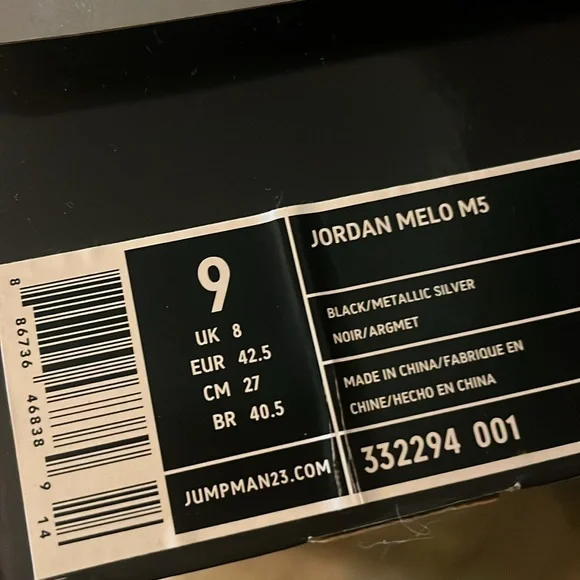 8 86736 46838 9 14
9
UK 8
EUR 42.5
CM 27
BR 40.5
JUMPMAN23.COM
JORDAN MELO M5
BLACK/METALLIC SILVER
NOIR/ARGMET
MADE IN CHINA/FABRIQUE EN
CHINE/HECHO EN CHINA
332294 001